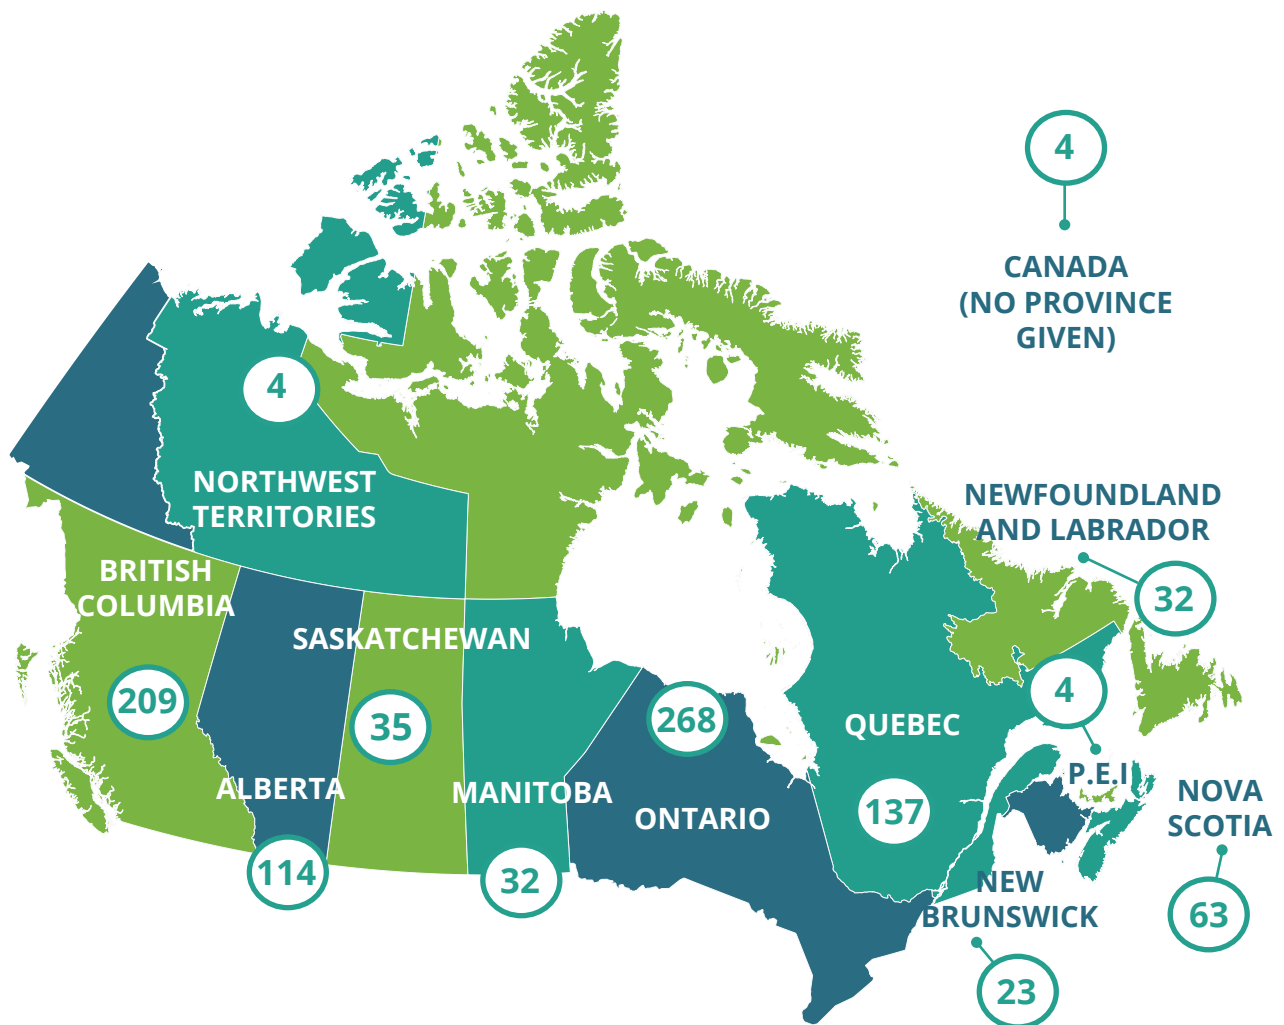 4
CANADA
(NO PROVINCE
GIVEN)
4
NORTHWEST
TERRITORIES
NEWFOUNDLAND
AND LABRADOR
32
BRITISH
COLUMBIA
209
SASKATCHEWAN
35
268
QUEBEC
137
4
P.E.I
ALBERTA
114
MANITOBA
32
ONTARIO
NOVA
SCOTIA
63
NEW
BRUNSWICK
23